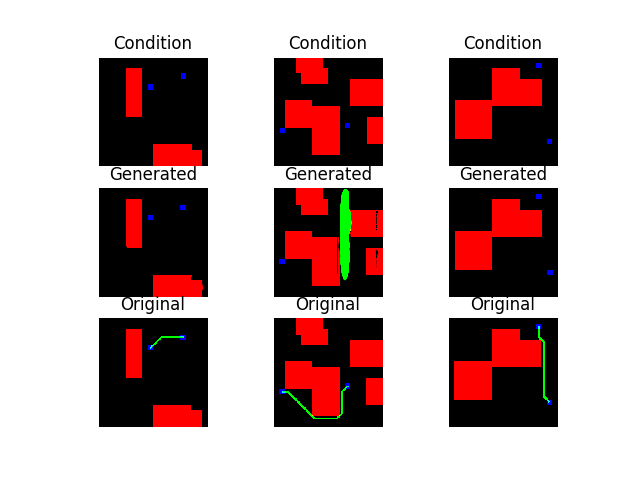 Condition Condition Condition
Generated Generated Generated
Original Original Original